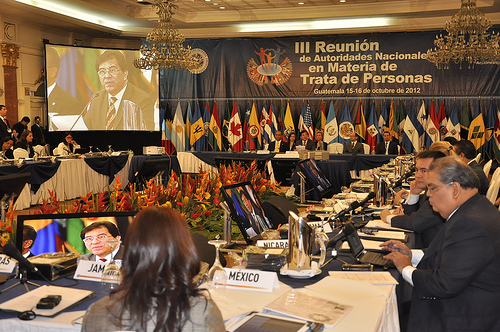 III Reunión
de Autoridades Nacionales
en Materia de
Trata de Personas
Guatemala 15-16 de octubre de 2012
NICARA
MÉXICO
JAM